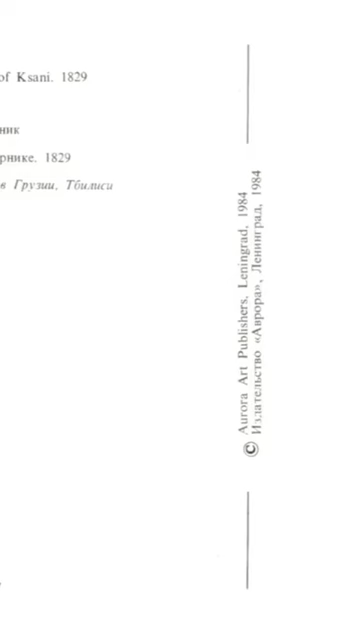 of Ksani. 1829
ник
рнике. 1829
в Грузии, Тбилиси
© Aurora Art Publishers, Leningrad, 1984
Издательство «Аврора», Ленинград, 1984